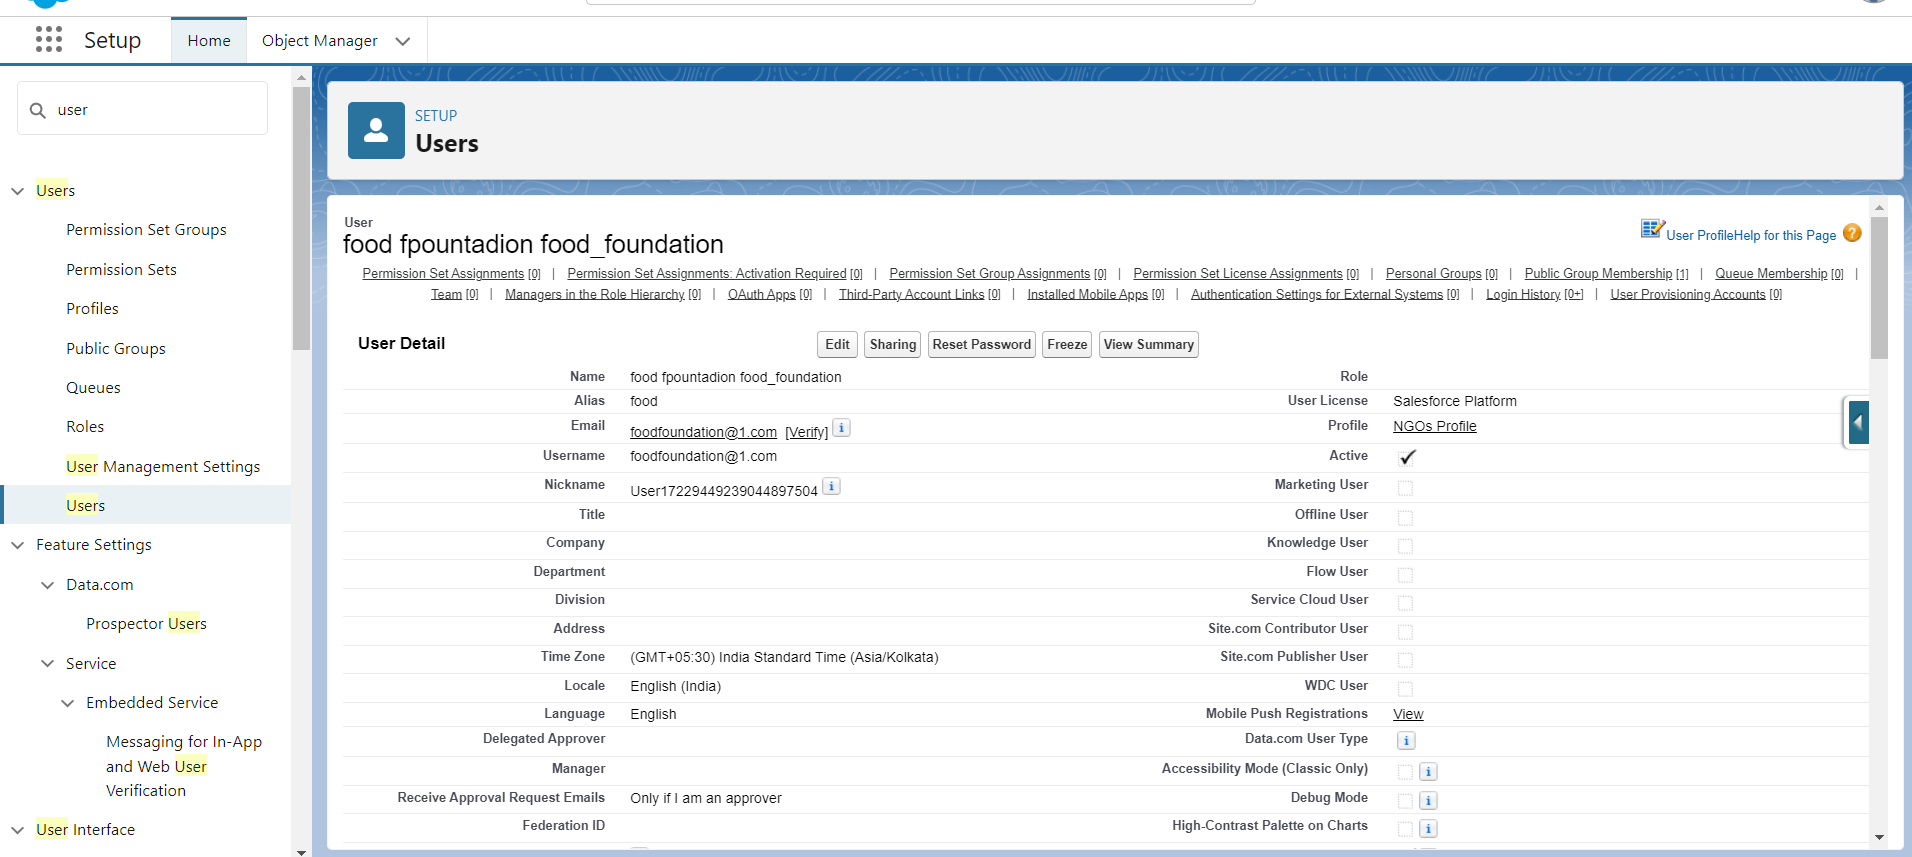 Setup
Home
Object Manager
user
Users
Permission Set Groups
Permission Sets
Profiles
Public Groups
Queues
Roles
User Management Settings
Users
Feature Settings
Data.com
Prospector Users
Service
Embedded Service
Messaging for In-App
and Web User
Verification
User Interface
SETUP
Users
User
food fpountadion food_foundation
User ProfileHelp for this Page ?
Permission Set Assignments [0] | Permission Set Assignments: Activation Required [0] | Permission Set Group Assignments [0] | Permission Set License Assignments [0] | Personal Groups [0] | Public Group Membership [1] | Queue Membership [0] |
Team [0] | Managers in the Role Hierarchy [0] | OAuth Apps [0] | Third-Party Account Links [0] | Installed Mobile Apps [0] | Authentication Settings for External Systems [0] | Login History [0+] | User Provisioning Accounts [0]
User Detail
Edit Sharing Reset Password Freeze View Summary
Name food fpountadion food_foundation
Role
Alias food
User License Salesforce Platform
Email foodfoundation@1.com [Verify] i
Profile NGOs Profile
Username foodfoundation@1.com
Active
Nickname User17229449239044897504 i
Marketing User
Title
Offline User
Company
Knowledge User
Department
Flow User
Division
Service Cloud User
Address
Site.com Contributor User
Time Zone (GMT+05:30) India Standard Time (Asia/Kolkata)
Site.com Publisher User
Locale English (India)
WDC User
Language English
Mobile Push Registrations View
Delegated Approver
Data.com User Type i
Manager
Accessibility Mode (Classic Only) i
Receive Approval Request Emails Only if I am an approver
Debug Mode i
Federation ID
High-Contrast Palette on Charts i